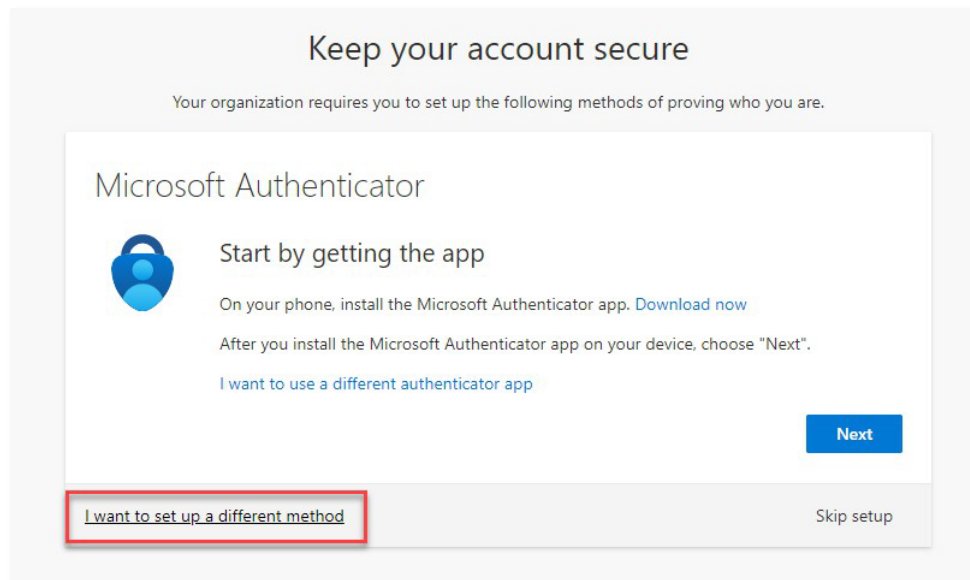 Keep your account secure
Your organization requires you to set up the following methods of proving who you are.
Microsoft Authenticator
Start by getting the app
On your phone, install the Microsoft Authenticator app. Download now
After you install the Microsoft Authenticator app on your device, choose "Next".
I want to use a different authenticator app
Next
I want to set up a different method
Skip setup